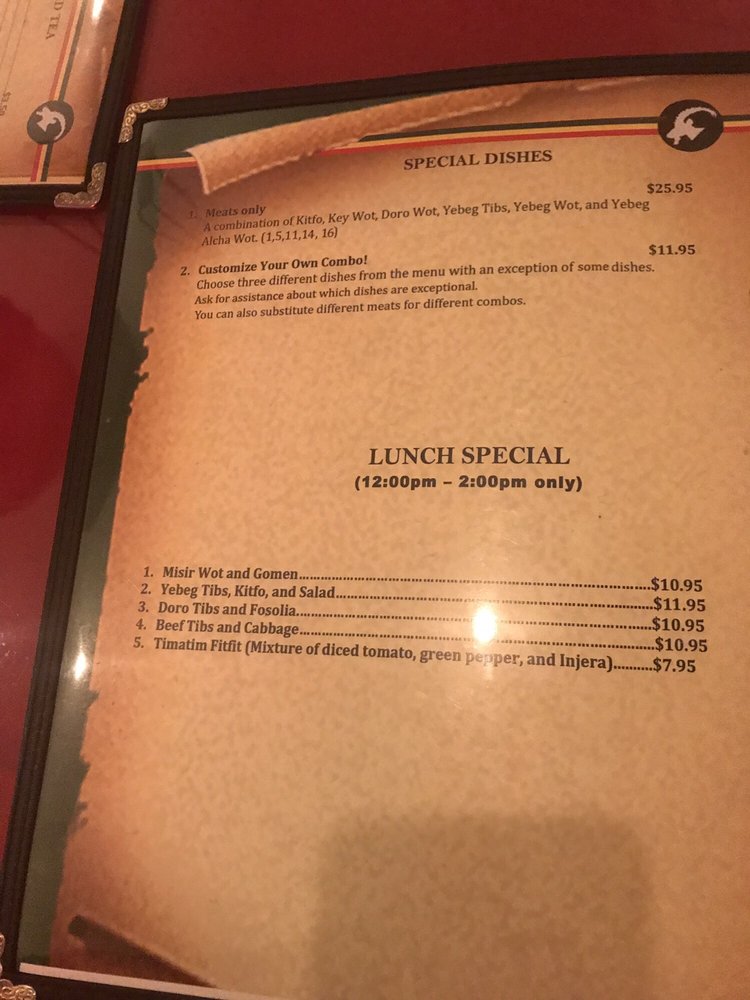 D TEA
$3.50
SPECIAL DISHES
1. Meats only $25.95
A combination of Kitfo, Key Wot, Doro Wot, Yebeg Tibs, Yebeg Wot, and Yebeg
Alcha Wot. (1,5,11,14, 16)
2. Customize Your Own Combo! $11.95
Choose three different dishes from the menu with an exception of some dishes.
Ask for assistance about which dishes are exceptional.
You can also substitute different meats for different combos.
LUNCH SPECIAL
(12:00pm – 2:00pm only)
1. Misir Wot and Gomen..........$10.95
2. Yebeg Tibs, Kitfo, and Salad..........$11.95
3. Doro Tibs and Fosolia..........$10.95
4. Beef Tibs and Cabbage..........$10.95
5. Timatim Fitfit (Mixture of diced tomato, green pepper, and Injera)..........$7.95